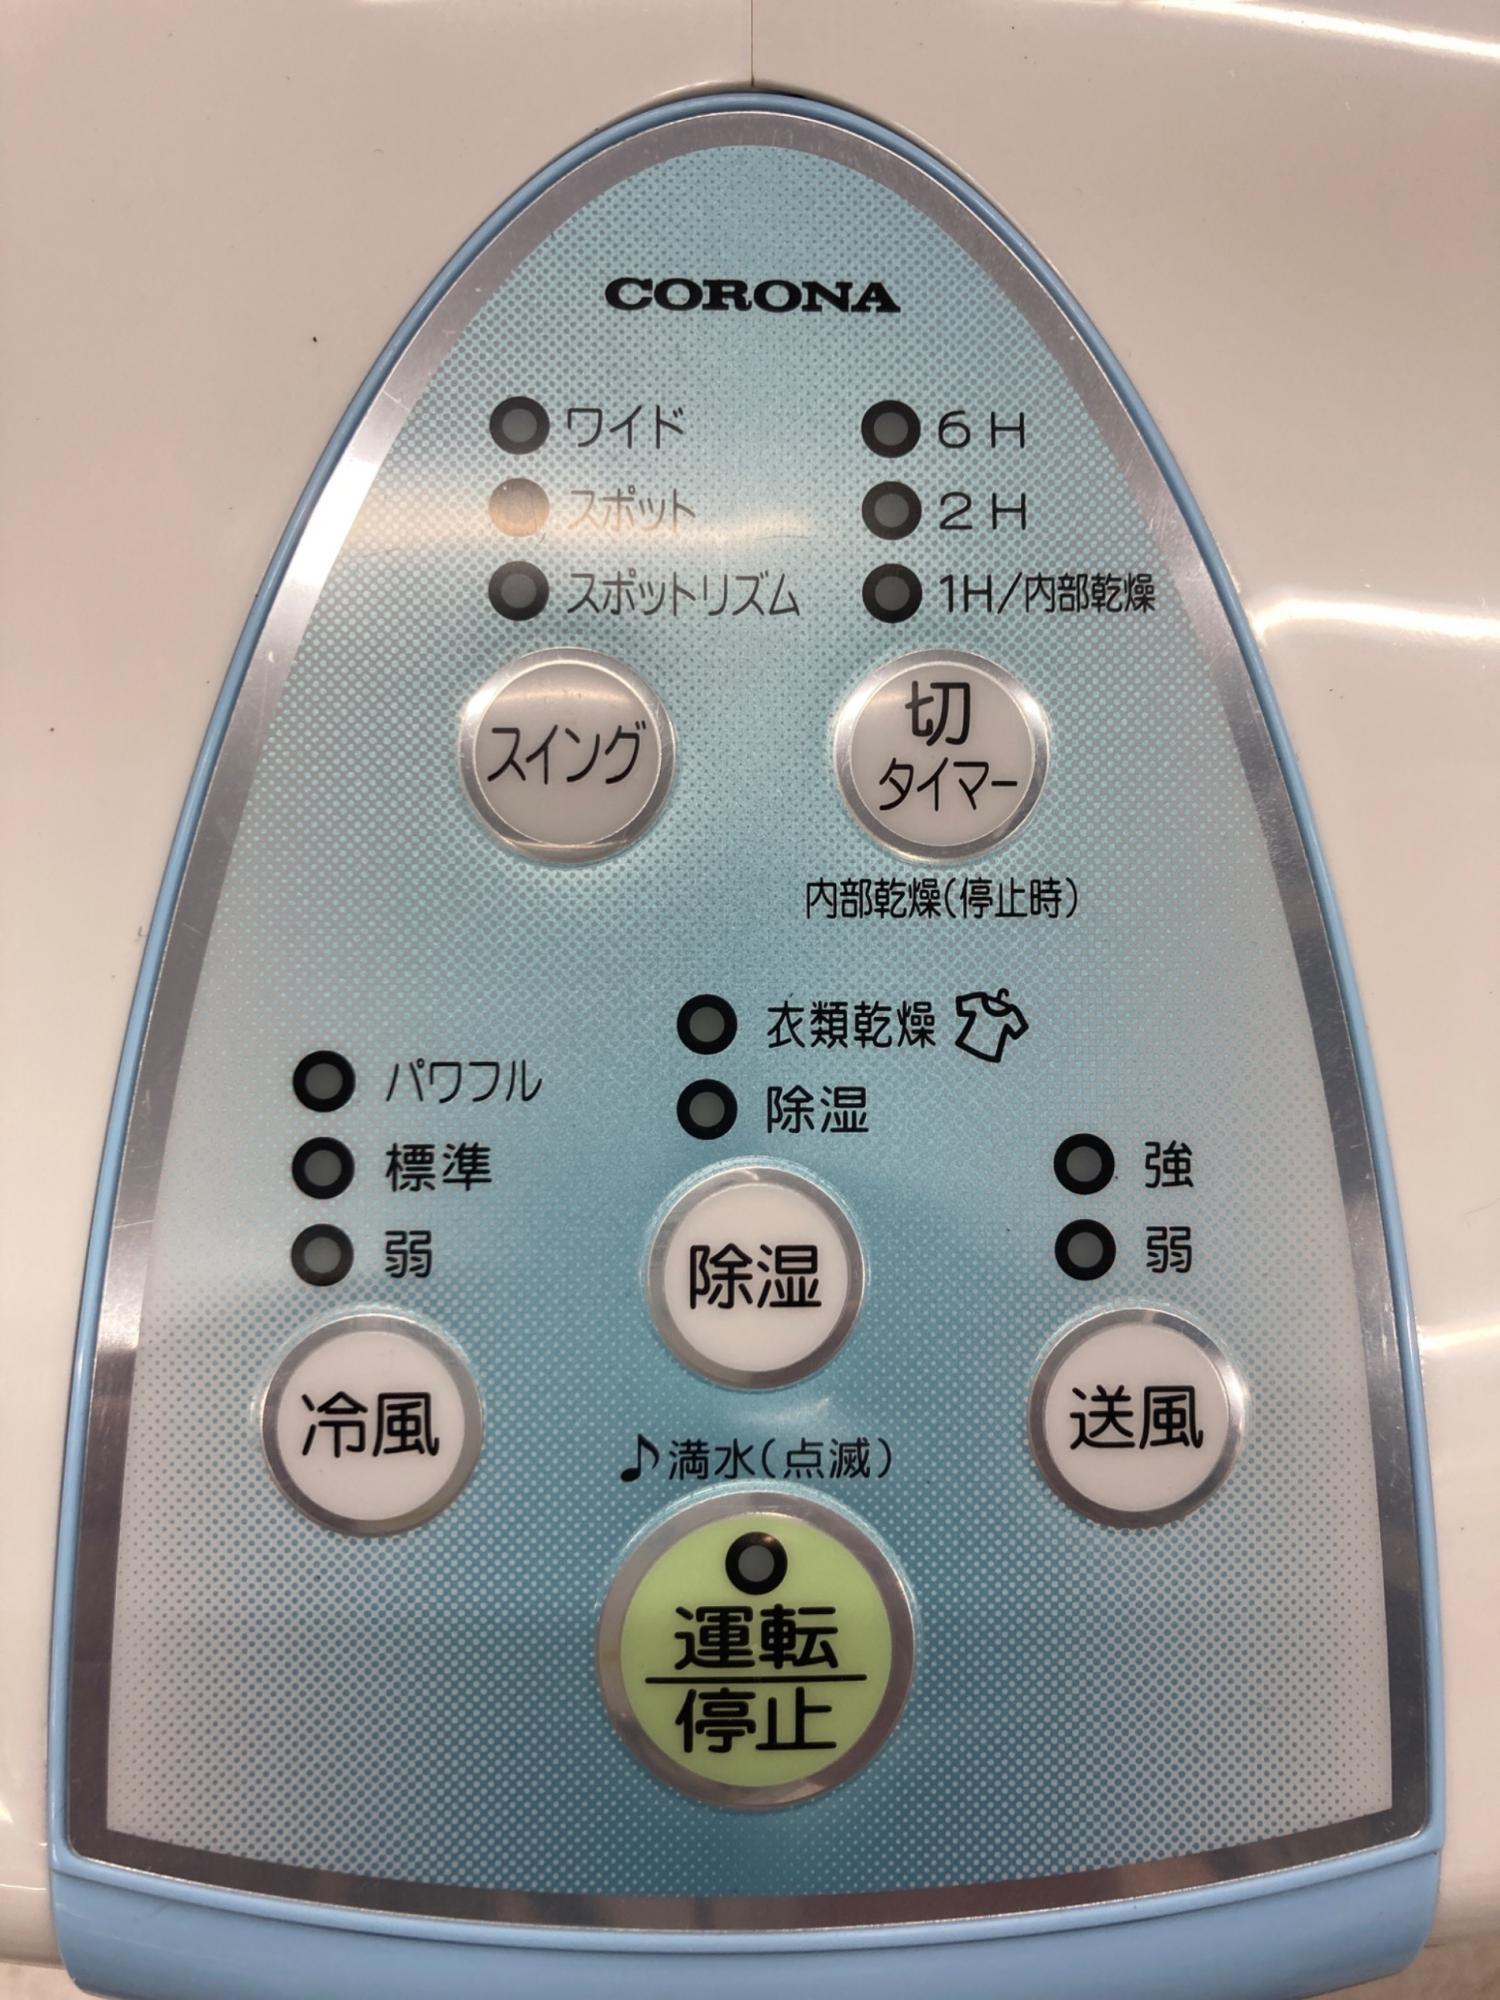 CORONA
ワイド
スポット
スポットリズム
スイング
6H
2H
1H/内部乾燥
切
タイマー
内部乾燥(停止時)
衣類乾燥
除湿
除湿
パワフル
標準
弱
冷風
強
弱
送風
♪満水(点滅)
運転
停止